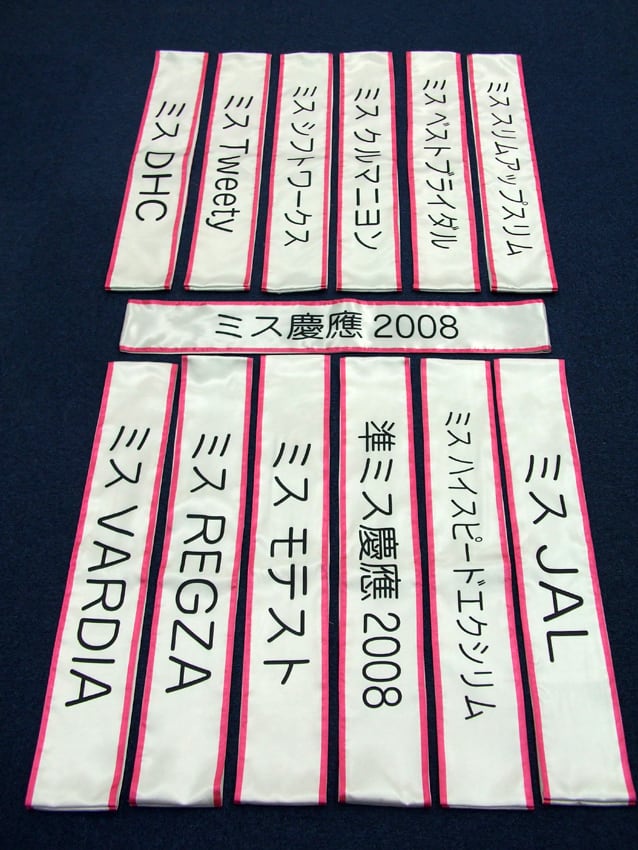 ミス DHC
ミス Tweety
ミス シフトワークス
ミス クルマニヨン
ミス ベストブライダル
ミス スリムアップスリム
ミス慶應 2008
ミス VARDIA
ミス REGZA
ミス モテスト
準ミス慶應 2008
ミス ハイスピードエクシリム
ミス JAL